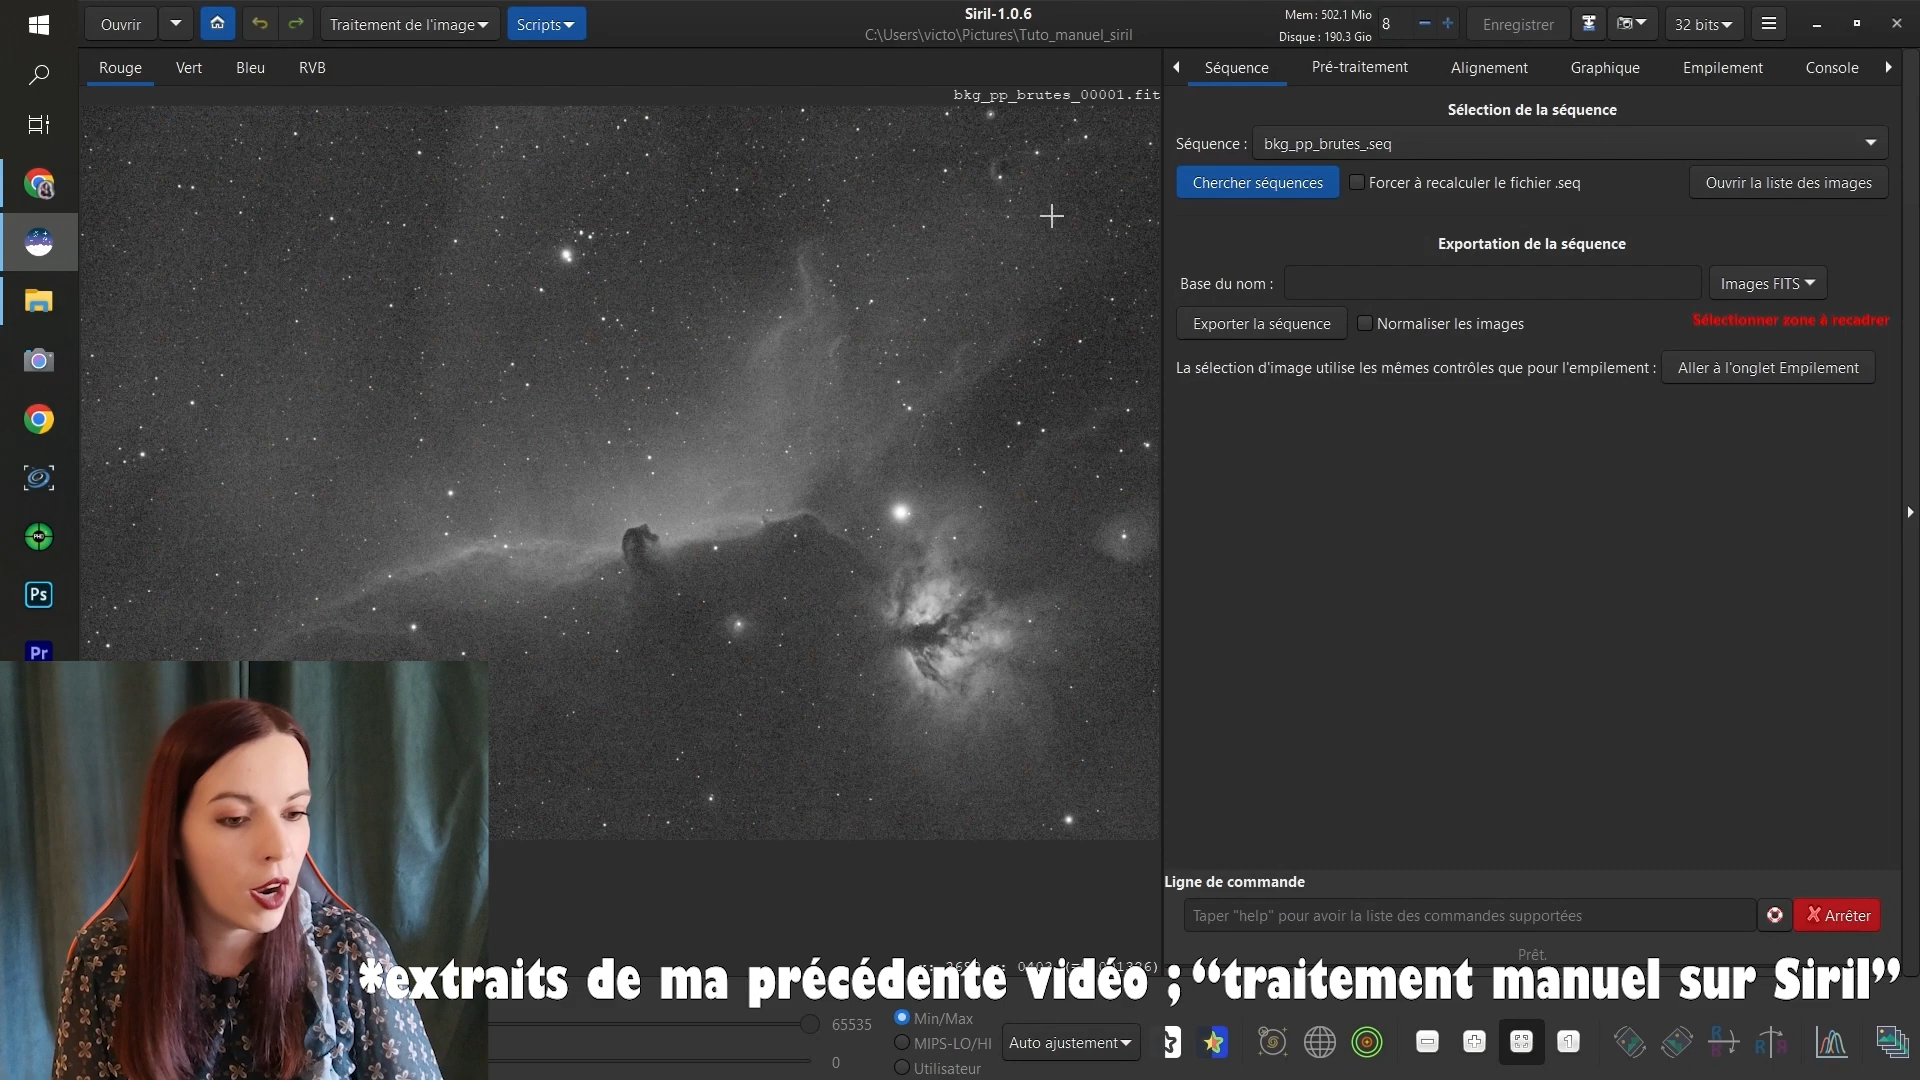 Ouvrir
Traitement de l'image
Scripts
Siril-1.0.6
C:\Users\victo\Pictures\Tuto_manuel_siril
Mem : 502.1 Mio
Disque : 190.3 Gio
8
Enregistrer
32 bits
Rouge
Vert
Bleu
RVB
Séquence
Pré-traitement
Alignement
Graphique
Empilement
Console
bkg_pp_brutes_00001.fit
Sélection de la séquence
Séquence :
bkg_pp_brutes_.seq
Chercher séquences
Forcer à recalculer le fichier .seq
Ouvrir la liste des images
Exportation de la séquence
Base du nom :
Images FITS
Exporter la séquence
Normaliser les images
Sélectionner zone à recadrer
La sélection d'image utilise les mêmes contrôles que pour l'empilement :
Aller à l'onglet Empilement
PHD
Ps
Pr
Ligne de commande
Taper "help" pour avoir la liste des commandes supportées
Arrêter
Prêt.
*extraits de ma précédente vidéo ; “traitement manuel sur Siril”
65535
0
Min/Max
MIPS-LO/HI
Utilisateur
Auto ajustement
1